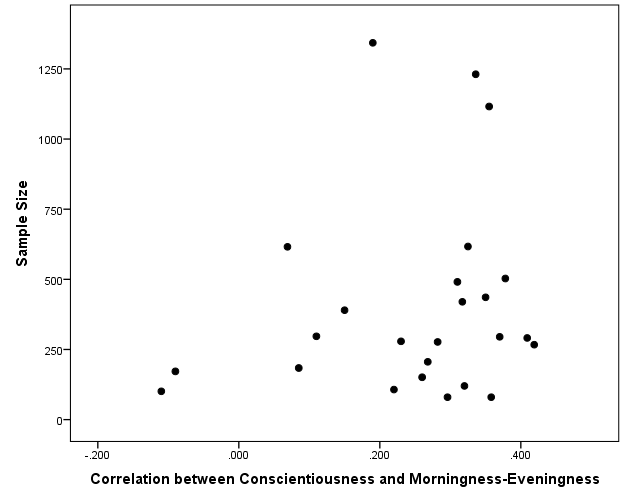 1250
1000
750
500
250
0
Sample Size
-.200 .000 .200 .400
Correlation between Conscientiousness and Morningness-Eveningness